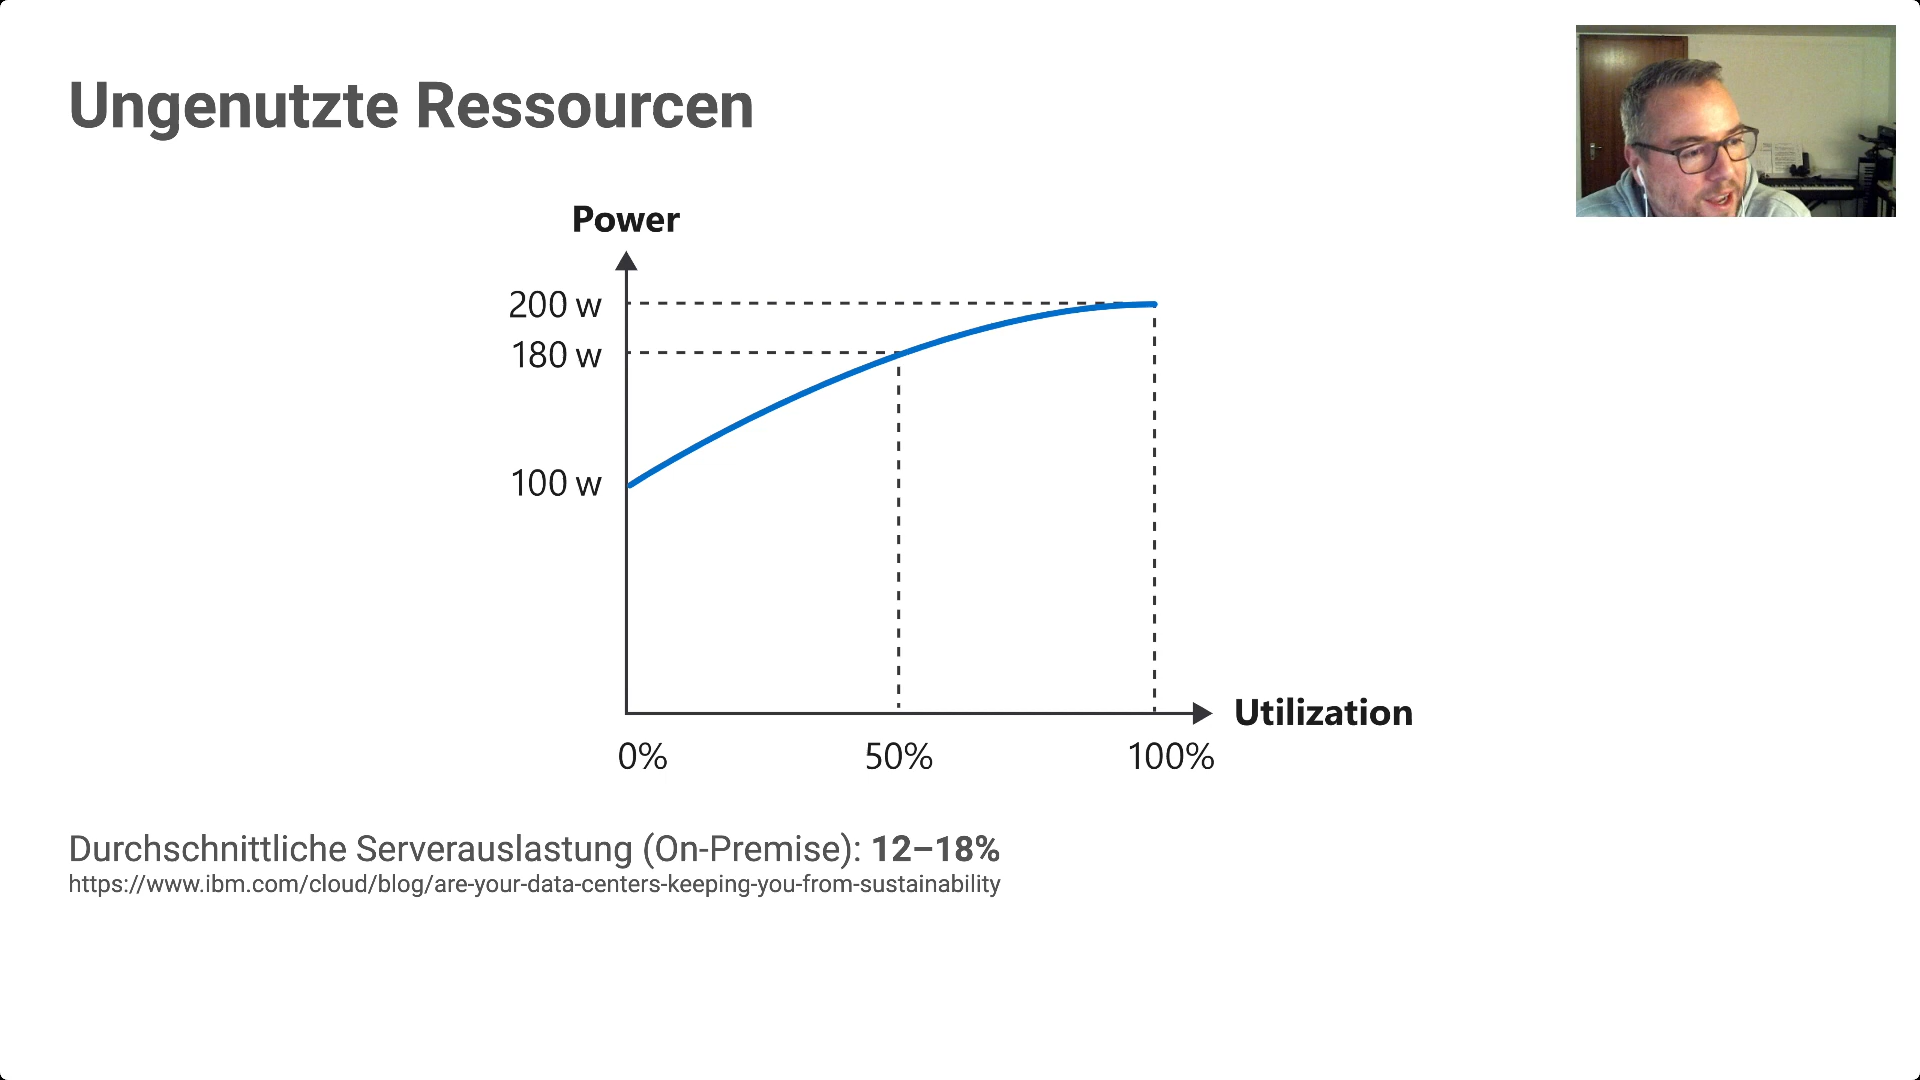 Ungenutzte Ressourcen
Power
200 w
180 w
100 w
Utilization
0% 50% 100%
Durchschnittliche Serverauslastung (On-Premise): 12–18%
https://www.ibm.com/cloud/blog/are-your-data-centers-keeping-you-from-sustainability